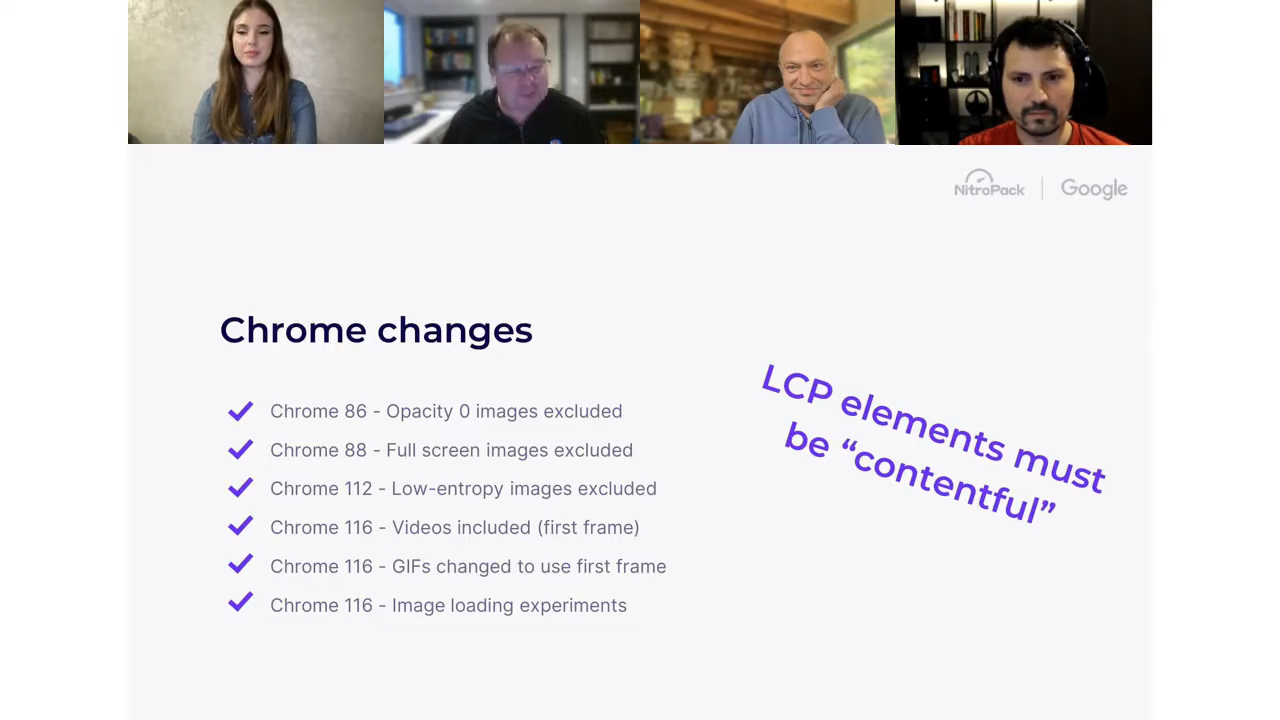 NitroPack | Google
Chrome changes
Chrome 86 - Opacity 0 images excluded
Chrome 88 - Full screen images excluded
Chrome 112 - Low-entropy images excluded
Chrome 116 - Videos included (first frame)
Chrome 116 - GIFs changed to use first frame
Chrome 116 - Image loading experiments
LCP elements must
be “contentful”